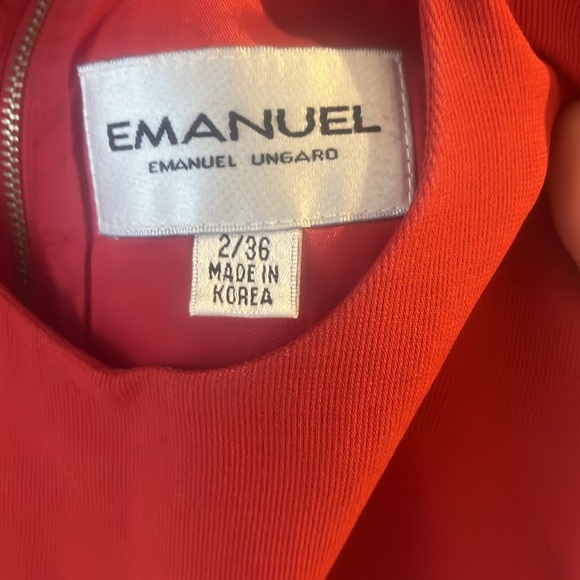 EMANUEL
EMANUEL UNGARO
2/36
MADE IN
KOREA